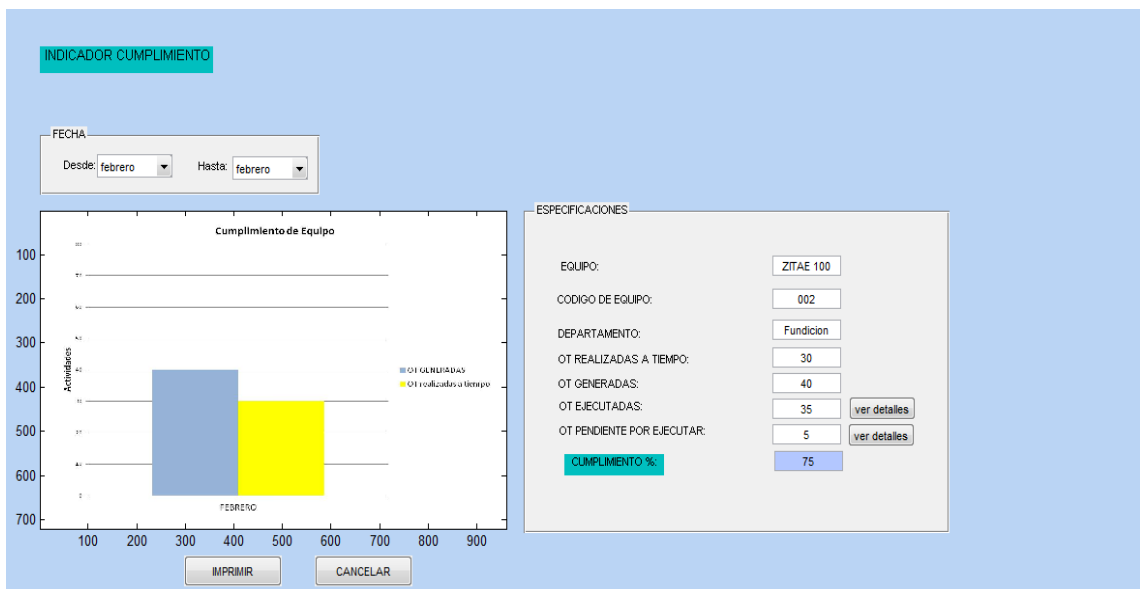 INDICADOR CUMPLIMIENTO
FECHA
Desde: febrero Hasta: febrero
Cumplimiento de Equipo
Actividades
OT GENERADAS
OT realizadas a tiempo
FEBRERO
100
200
300
400
500
600
700
100 200 300 400 500 600 700 800 900
ESPECIFICACIONES
EQUIPO: ZITAE 100
CODIGO DE EQUIPO: 002
DEPARTAMENTO: Fundicion
OT REALIZADAS A TIEMPO: 30
OT GENERADAS: 40
OT EJECUTADAS: 35 ver detalles
OT PENDIENTE POR EJECUTAR: 5 ver detalles
CUMPLIMIENTO %: 75
IMPRIMIR CANCELAR